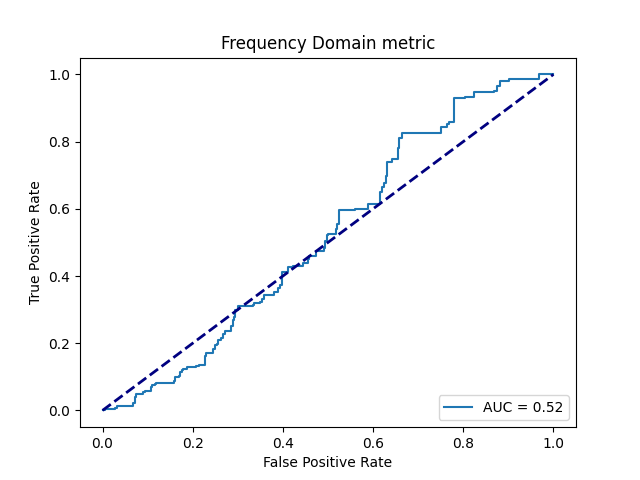 Frequency Domain metric
True Positive Rate
1.0
0.8
0.6
0.4
0.2
0.0
AUC = 0.52
0.0 0.2 0.4 0.6 0.8 1.0
False Positive Rate